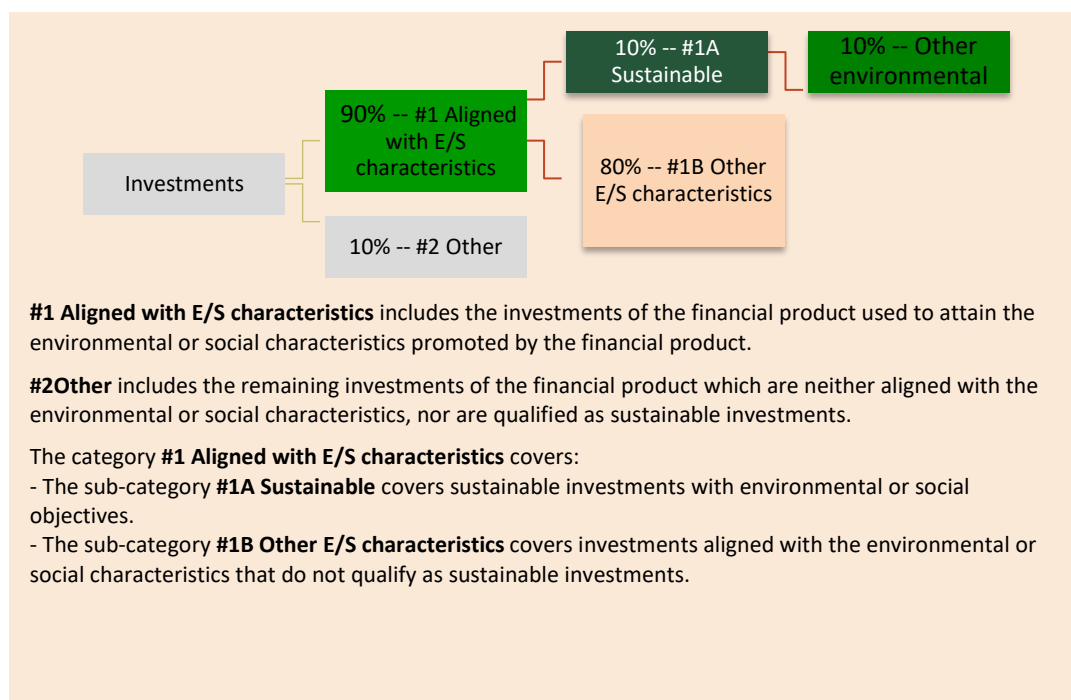 10% -- #1A
Sustainable
10% -- Other
environmental
90% -- #1 Aligned
with E/S
characteristics
80% -- #1B Other
E/S characteristics
Investments
10% -- #2 Other
#1 Aligned with E/S characteristics includes the investments of the financial product used to attain the
environmental or social characteristics promoted by the financial product.
#2Other includes the remaining investments of the financial product which are neither aligned with the
environmental or social characteristics, nor are qualified as sustainable investments.
The category #1 Aligned with E/S characteristics covers:
- The sub-category #1A Sustainable covers sustainable investments with environmental or social
objectives.
- The sub-category #1B Other E/S characteristics covers investments aligned with the environmental or
social characteristics that do not qualify as sustainable investments.